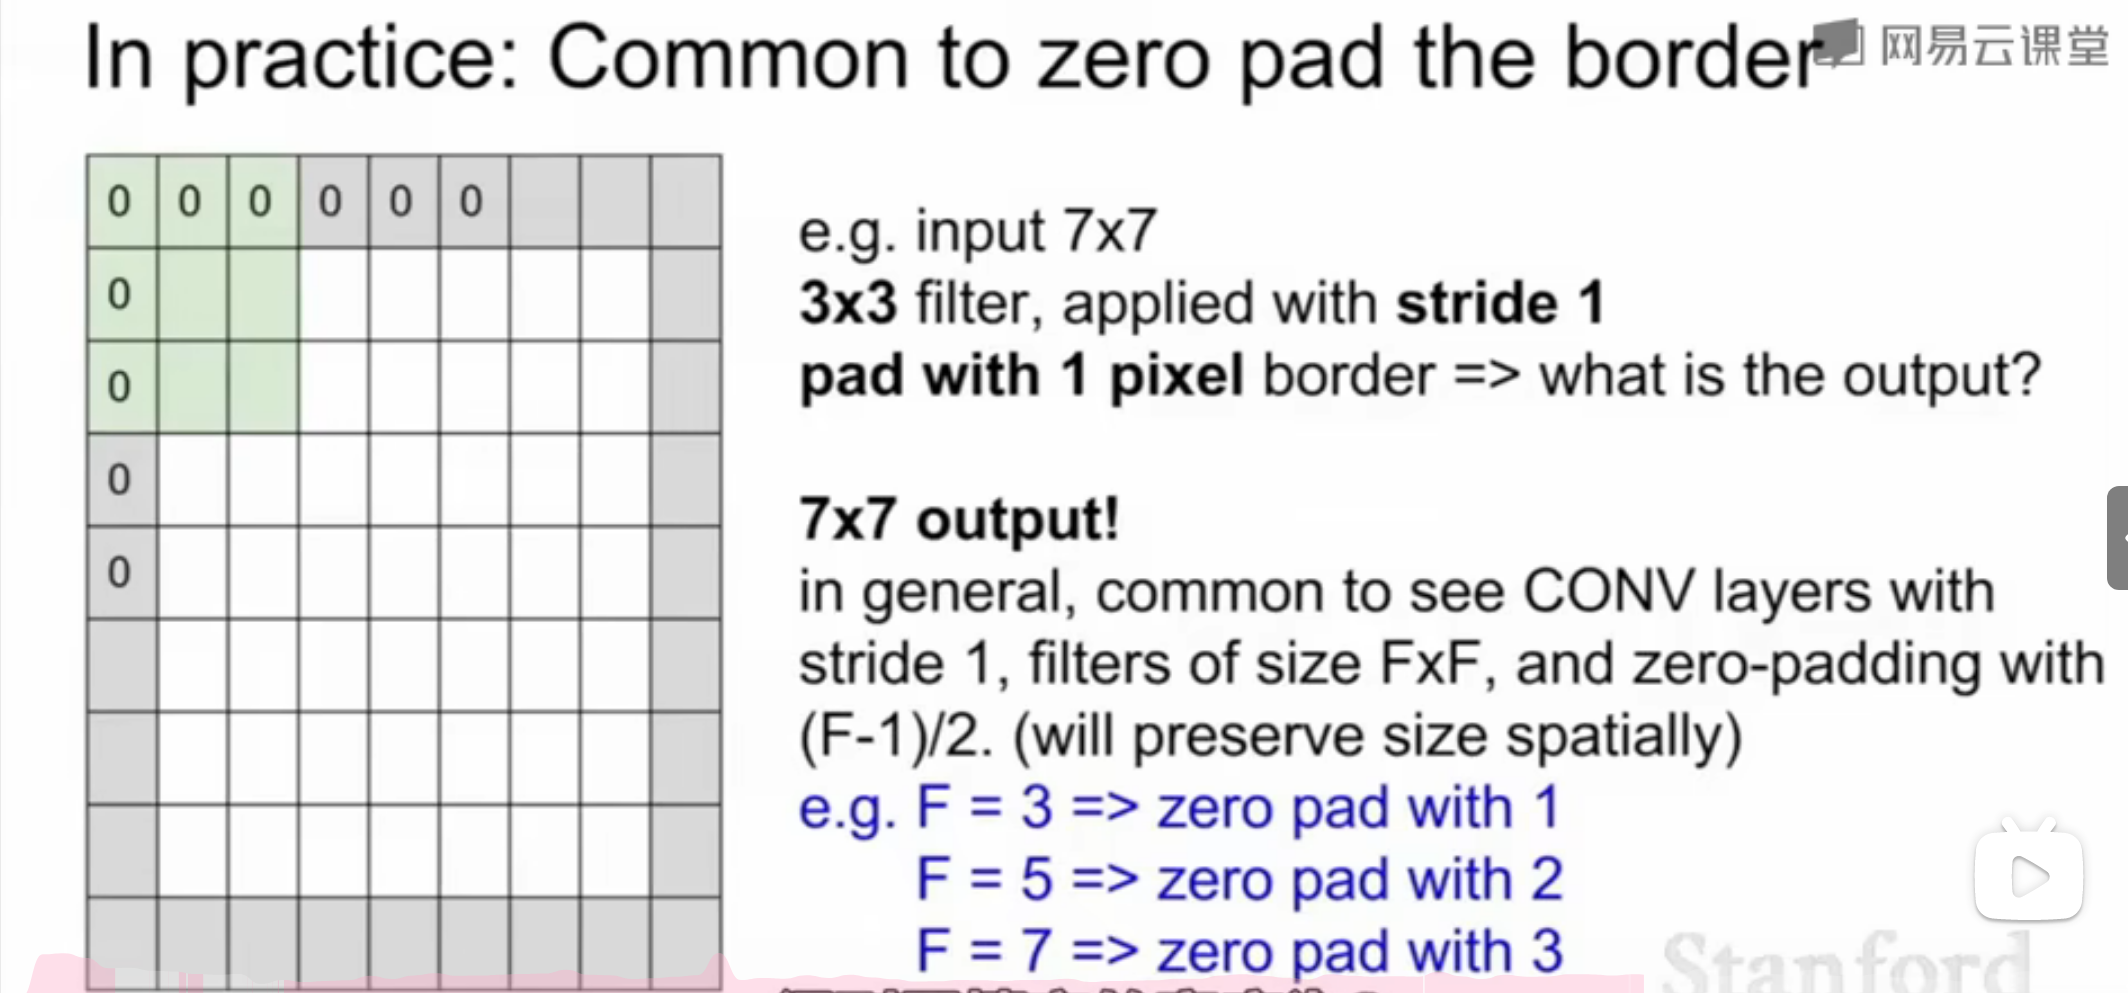 In practice: Common to zero pad the border
网易云课堂
0 0 0 0 0 0
0
0
0
0
e.g. input 7x7
3x3 filter, applied with stride 1
pad with 1 pixel border => what is the output?
7x7 output!
in general, common to see CONV layers with
stride 1, filters of size FxF, and zero-padding with
(F-1)/2. (will preserve size spatially)
e.g. F = 3 => zero pad with 1
F = 5 => zero pad with 2
F = 7 => zero pad with 3
Stanford